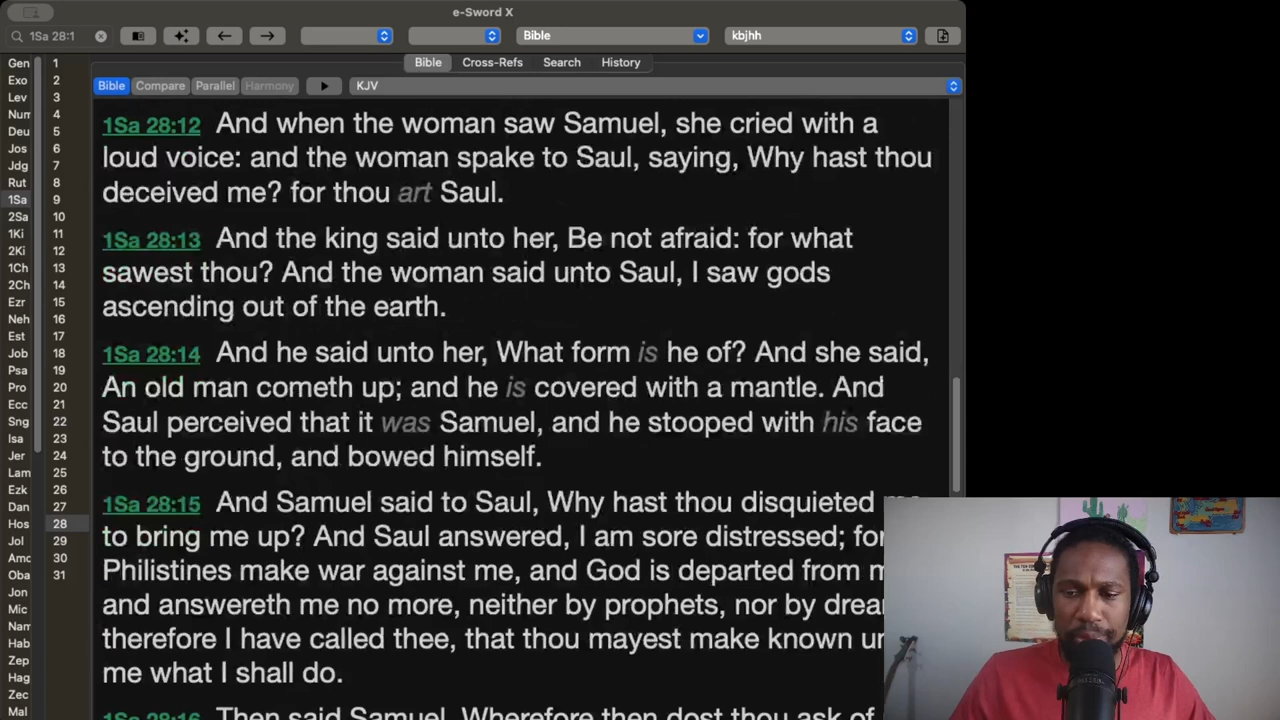 e-Sword X
1Sa 28:1
Bible
kbjhh
Bible Cross-Refs Search History
Bible Compare Parallel Harmony KJV
Gen
Exo
Lev
Num
Deu
Jos
Jdg
Rut
1Sa
2Sa
1Ki
2Ki
1Ch
2Ch
Ezr
Neh
Est
Job
Psa
Pro
Ecc
Sng
Isa
Jer
Lam
Ezk
Dan
Hos
Jol
Amo
Oba
Jon
Mic
Nam
Hab
Zep
Hag
Zec
Mal
1
2
3
4
5
6
7
8
9
10
11
12
13
14
15
16
17
18
19
20
21
22
23
24
25
26
27
28
29
30
31
1Sa 28:12 And when the woman saw Samuel, she cried with a
loud voice: and the woman spake to Saul, saying, Why hast thou
deceived me? for thou art Saul.
1Sa 28:13 And the king said unto her, Be not afraid: for what
sawest thou? And the woman said unto Saul, I saw gods
ascending out of the earth.
1Sa 28:14 And he said unto her, What form is he of? And she said,
An old man cometh up; and he is covered with a mantle. And
Saul perceived that it was Samuel, and he stooped with his face
to the ground, and bowed himself.
1Sa 28:15 And Samuel said to Saul, Why hast thou disquieted
to bring me up? And Saul answered, I am sore distressed; for
Philistines make war against me, and God is departed from
and answereth me no more, neither by prophets, nor by
therefore I have called thee, that thou mayest make known
me what I shall do.
1Sa 28:16 Then said Samuel, Wherefore then dost thou ask of